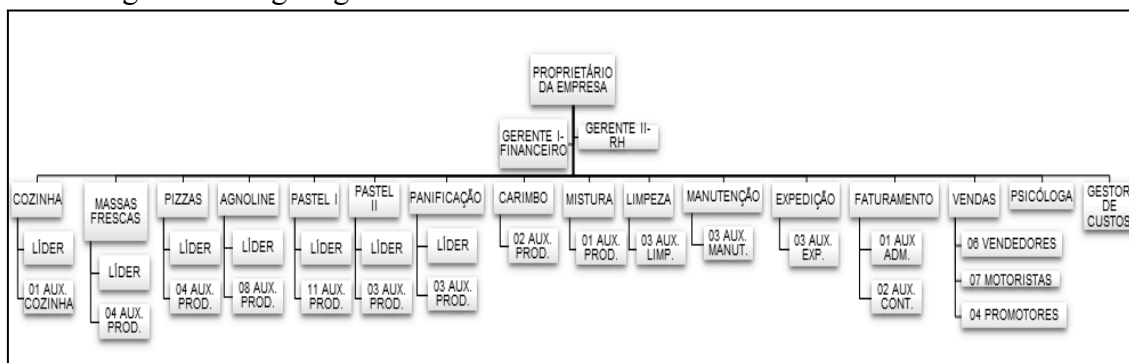 PROPRIETÁRIO
DA EMPRESA
GERENTE I-
FINANCEIRO
GERENTE II-
RH
COZINHA
LÍDER
01 AUX.
COZINHA
MASSAS
FRESCAS
LÍDER
04 AUX.
PROD.
PIZZAS
LÍDER
04 AUX.
PROD.
AGNOLINE
LÍDER
08 AUX.
PROD.
PASTEL I
LÍDER
11 AUX.
PROD.
PASTEL
II
LÍDER
03 AUX.
PROD.
PANIFICAÇÃO
LÍDER
03 AUX.
PROD.
CARIMBO
02 AUX.
PROD.
MISTURA
01 AUX.
PROD.
LIMPEZA
03 AUX.
LIMP.
MANUTENÇÃO
03 AUX.
MANUT.
EXPEDIÇÃO
03 AUX.
EXP.
FATURAMENTO
01 AUX
ADM.
02 AUX.
CONT.
VENDAS
06 VENDEDORES
07 MOTORISTAS
04 PROMOTORES
PSICÓLOGA
GESTOR
DE
CUSTOS